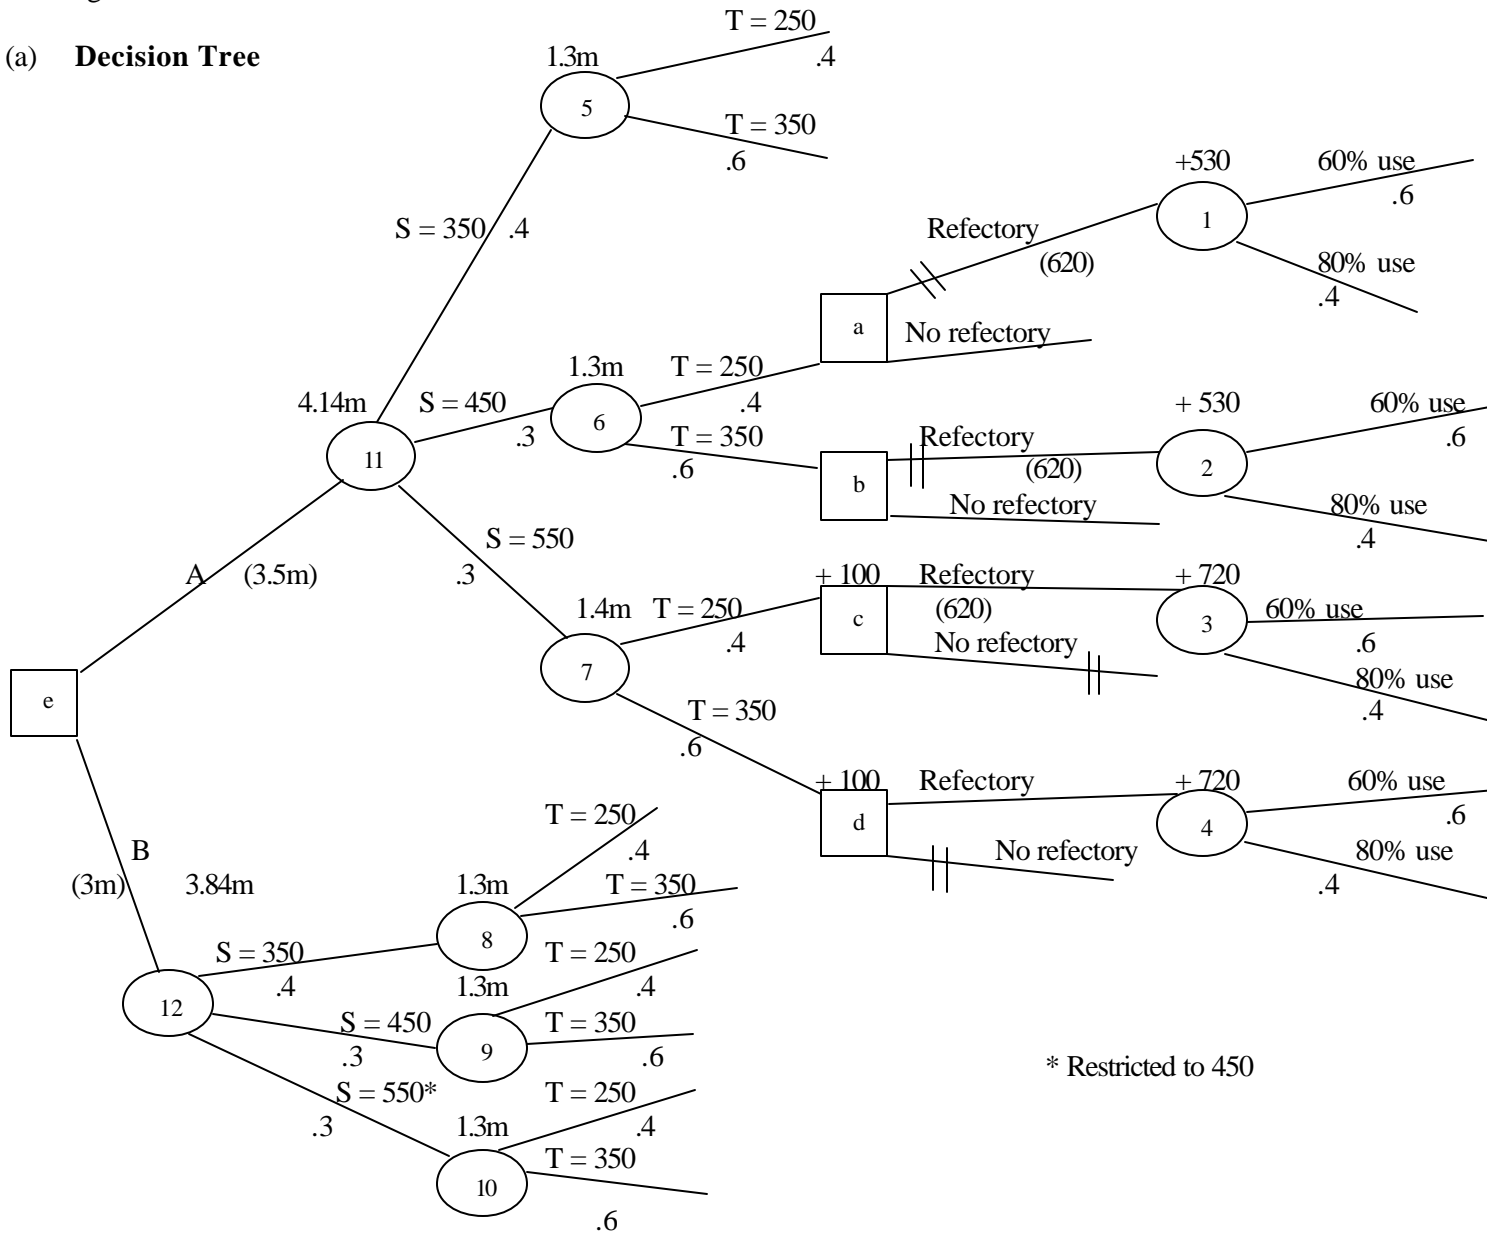 (a) Decision Tree
T = 250
1.3m
.4
5
T = 350
.6
+530
60% use
.6
1
S = 350 .4
Refectory
(620)
80% use
.4
a
No refectory
1.3m
T = 250
.4
4.14m
S = 450
.3
6
T = 350
.6
+ 530
60% use
.6
Refectory
(620)
2
11
b
No refectory
80% use
.4
S = 550
.3
A (3.5m)
+ 100
Refectory
(620)
+ 720
60% use
.6
1.4m
T = 250
.4
c
3
No refectory
7
80% use
.4
e
T = 350
.6
+ 100
Refectory
+ 720
60% use
.6
d
4
T = 250
.4
No refectory
80% use
.4
B
(3m)
3.84m
1.3m
T = 350
.6
8
S = 350
.4
T = 250
.4
1.3m
12
S = 450
.3
T = 350
.6
9
* Restricted to 450
S = 550*
.3
T = 250
.4
1.3m
T = 350
10
.6